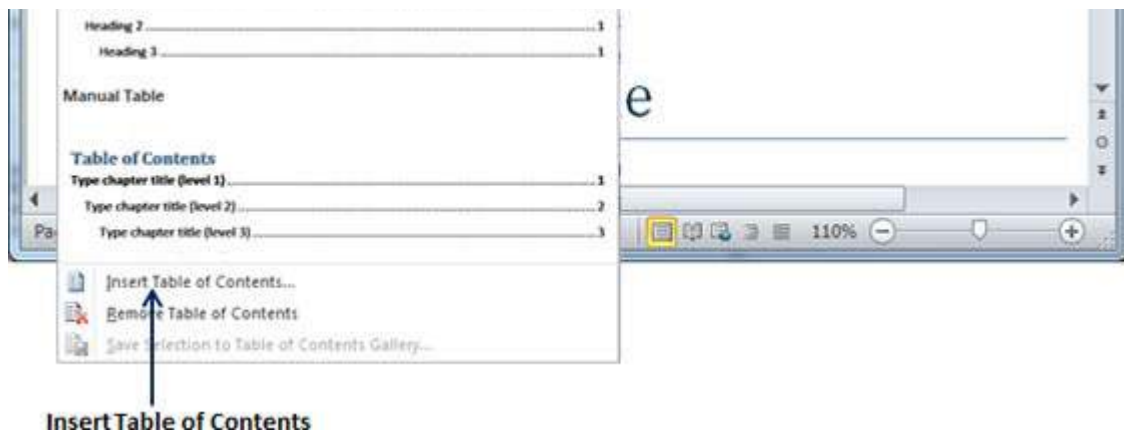 Heading 2 1
Heading 3 1
Manual Table
e
Table of Contents
Type chapter title (level 1) 1
Type chapter title (level 2) 2
Type chapter title (level 3) 3
Pa
110%
Insert Table of Contents...
Remove Table of Contents
Save Selection to Table of Contents Gallery...
Insert Table of Contents